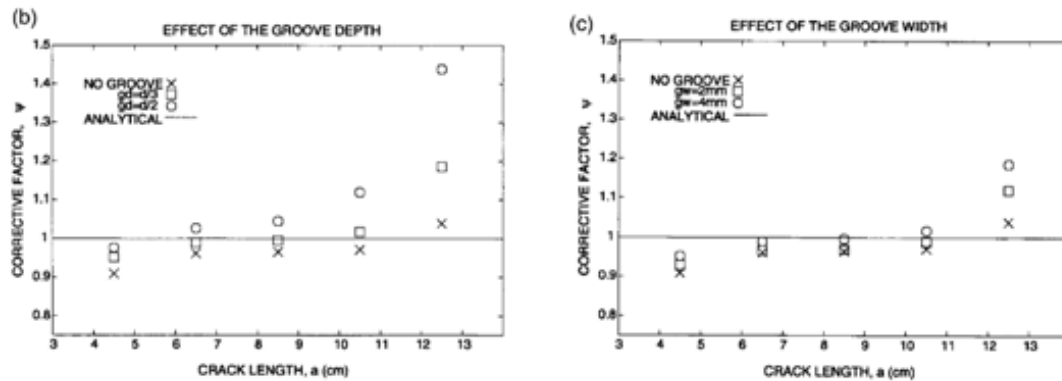 (b)
EFFECT OF THE GROOVE DEPTH
1.5
1.4
1.3
1.2
1.1
1
0.9
0.8
CORRECTIVE FACTOR, ψ
NO GROOVE
gd=d/3
gd=d/2
ANALYTICAL
3 4 5 6 7 8 9 10 11 12 13
CRACK LENGTH, a (cm)
(c)
EFFECT OF THE GROOVE WIDTH
1.5
1.4
1.3
1.2
1.1
1
0.9
0.8
CORRECTIVE FACTOR, ψ
NO GROOVE
gw=2mm
gw=4mm
ANALYTICAL
3 4 5 6 7 8 9 10 11 12 13
CRACK LENGTH, a (cm)